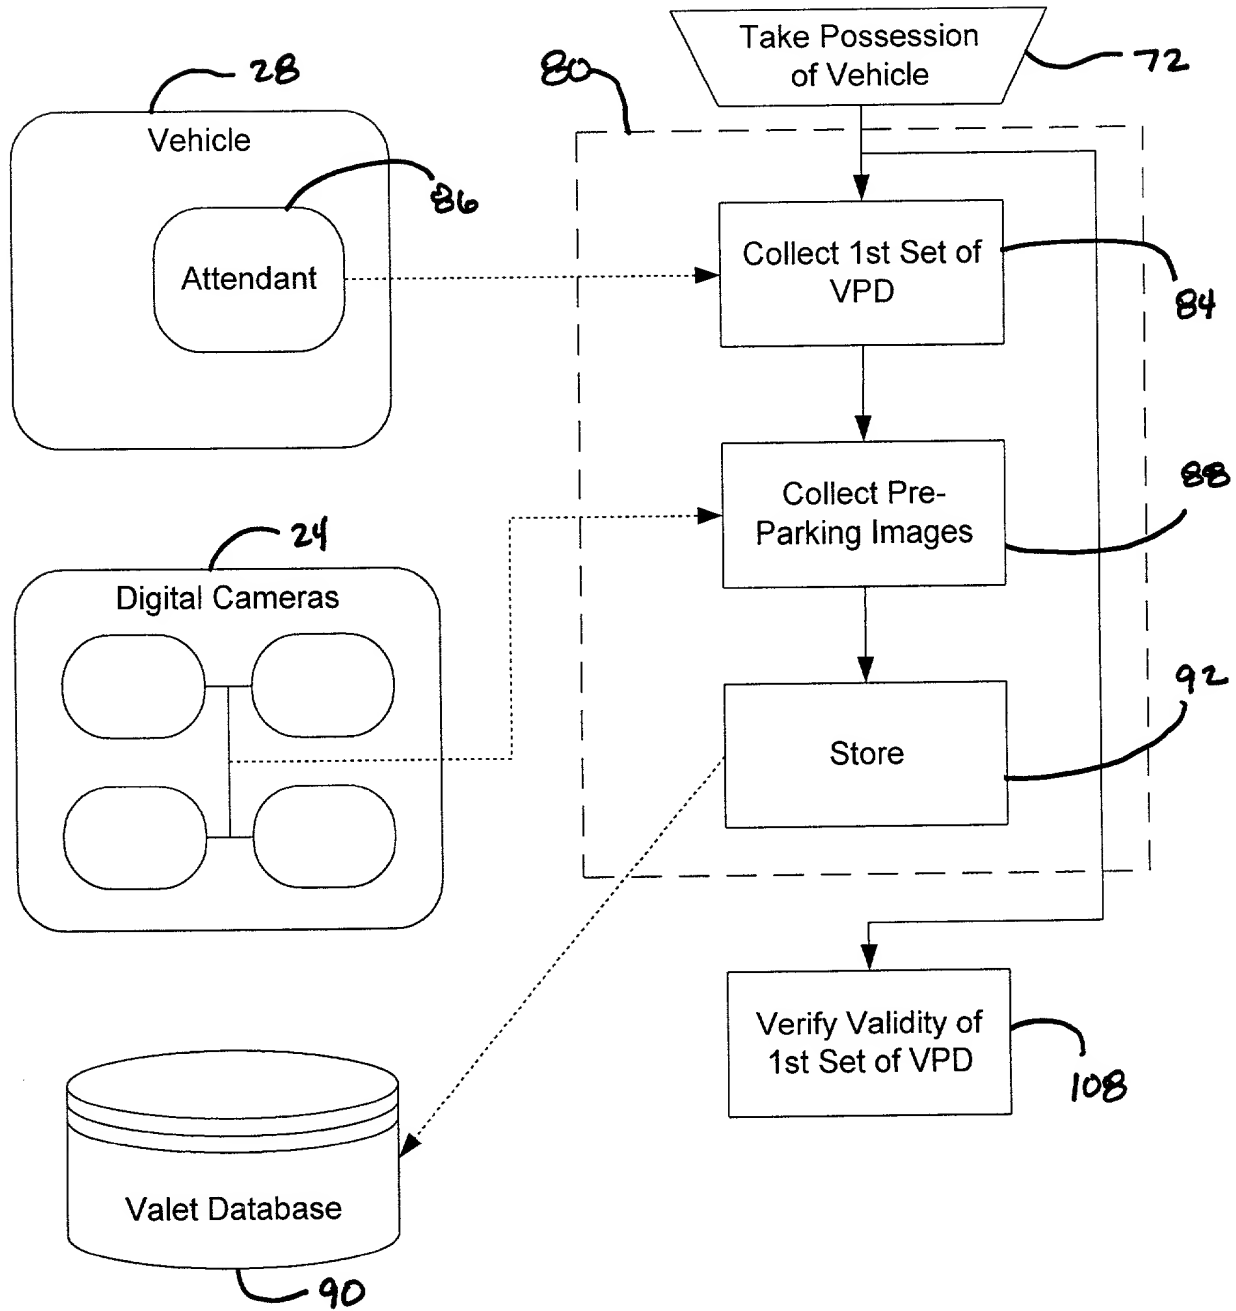 Take Possession
of Vehicle
72
80
28
Vehicle
86
Attendant
Collect 1st Set of
VPD
84
Collect Pre-
Parking Images
88
24
Digital Cameras
Store
92
Verify Validity of
1st Set of VPD
108
Valet Database
90